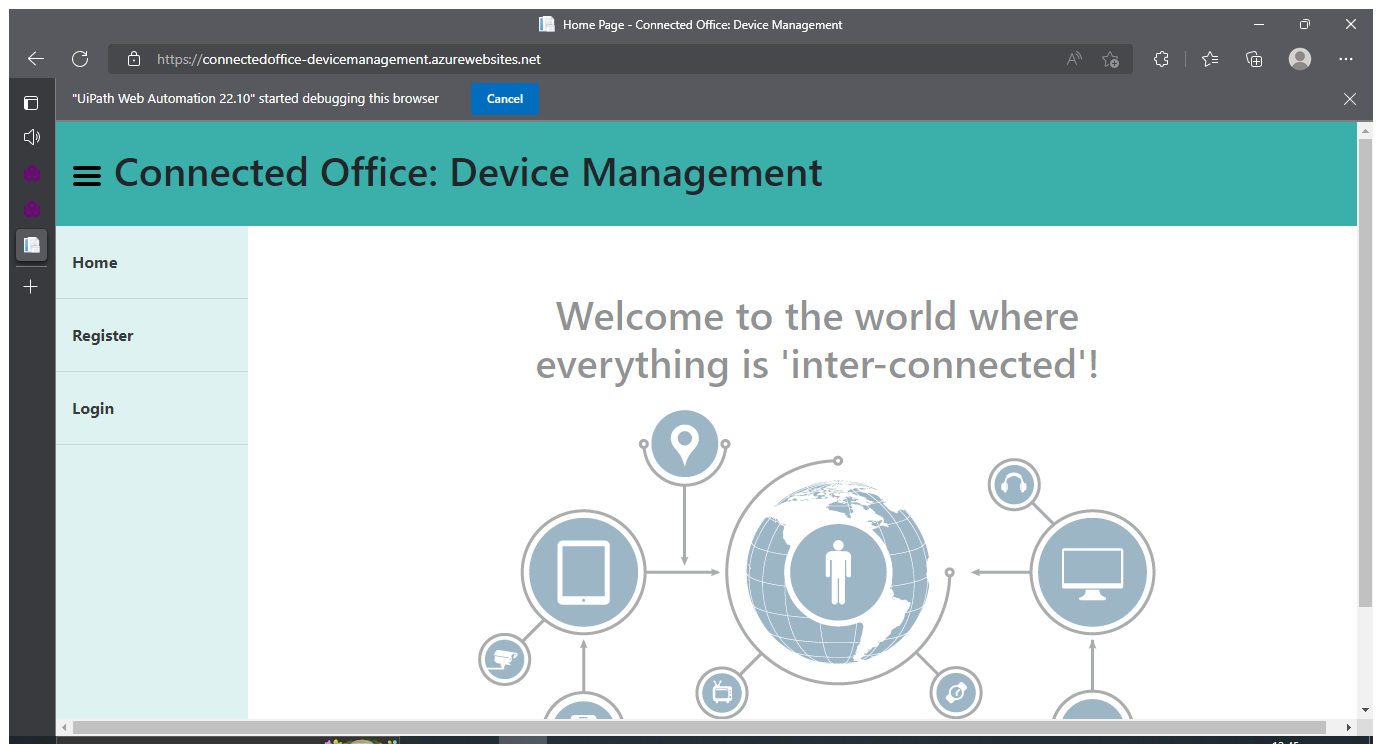 Home Page - Connected Office: Device Management
https://connectedoffice-devicemanagement.azurewebsites.net
"UiPath Web Automation 22.10" started debugging this browser
Cancel
Connected Office: Device Management
Home
Register
Login
Welcome to the world where
everything is 'inter-connected'!